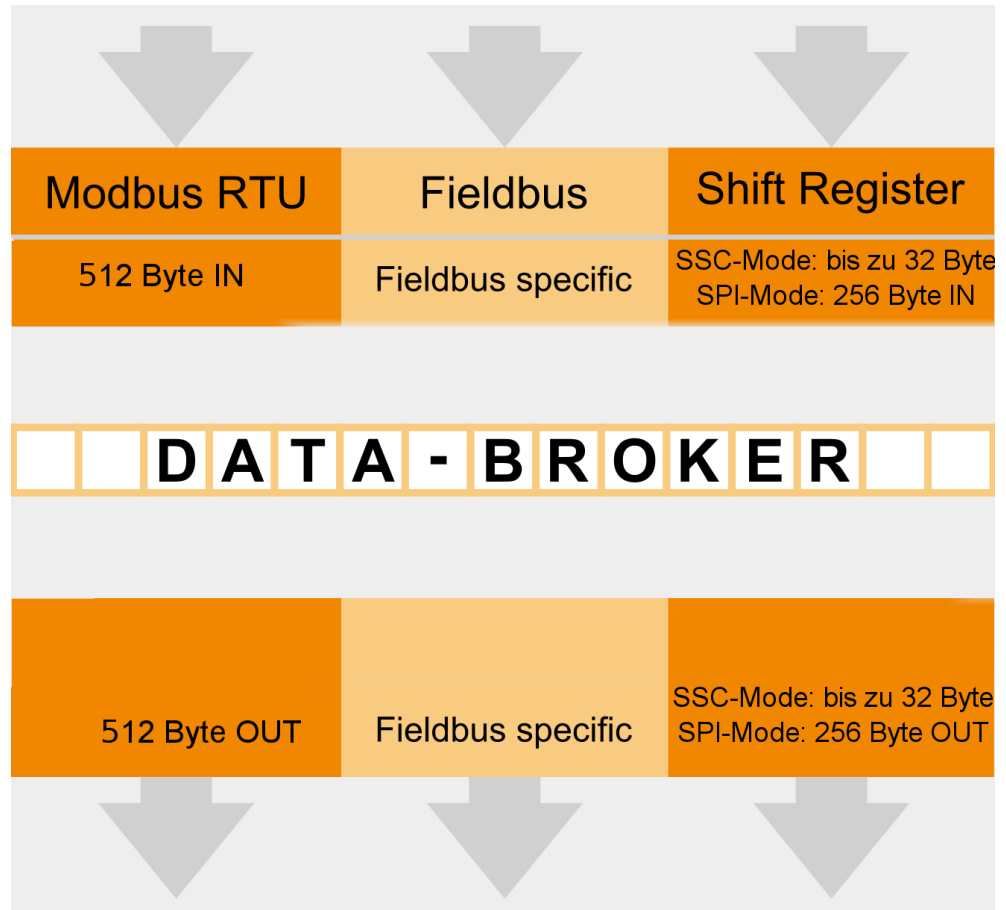 Modbus RTU
Fieldbus
Shift Register
512 Byte IN
Fieldbus specific
SSC-Mode: bis zu 32 Byte
SPI-Mode: 256 Byte IN
DATA-BROKER
512 Byte OUT
Fieldbus specific
SSC-Mode: bis zu 32 Byte
SPI-Mode: 256 Byte OUT